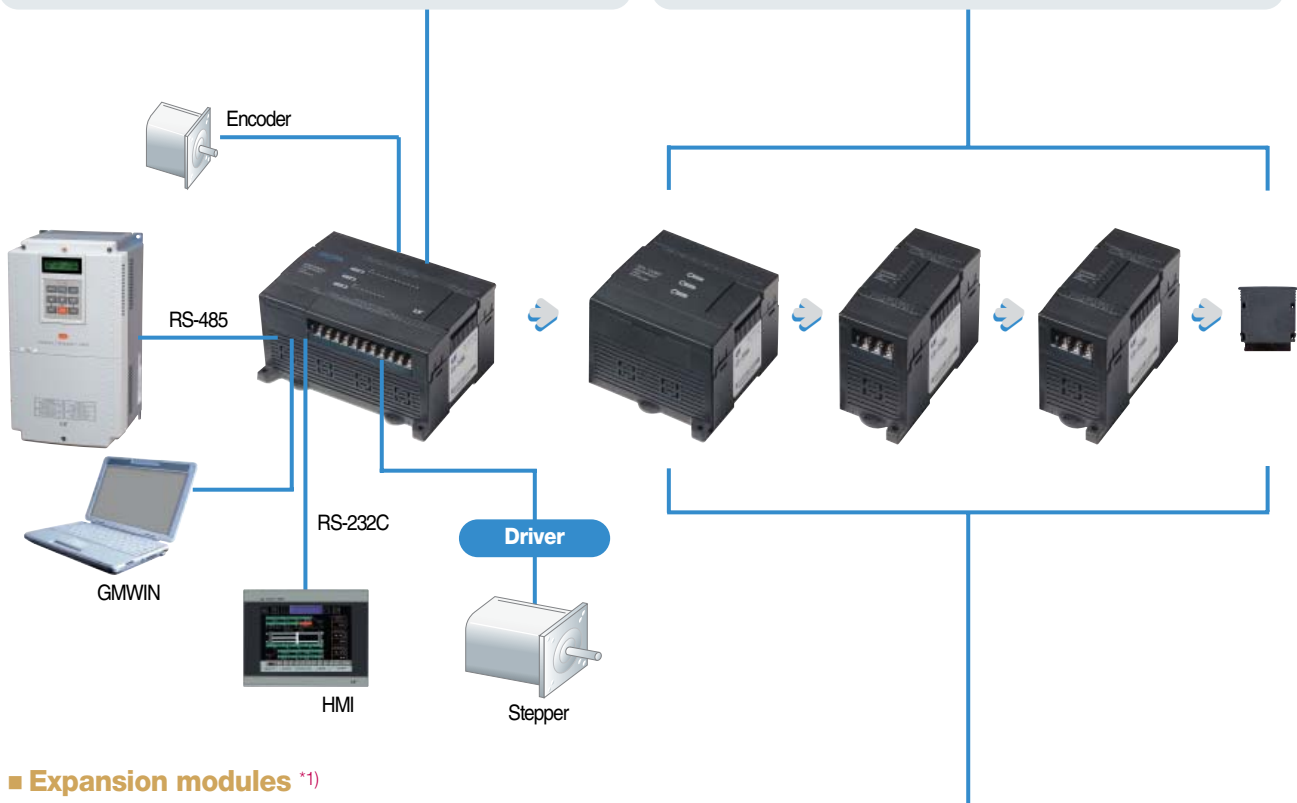 Encoder
RS-485
RS-232C
Driver
GMWIN
HMI
Stepper
■ Expansion modules *1)